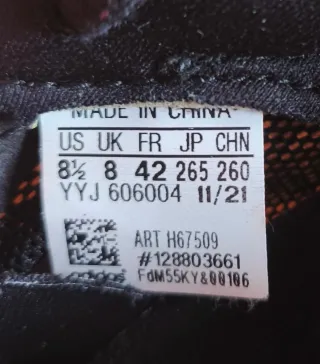 MADE IN CHINA
US UK FR JP CHN
8½ 8 42 265 260
YYJ 606004 11/21
ART H67509
#128803661
adidas FdM55KY&00106